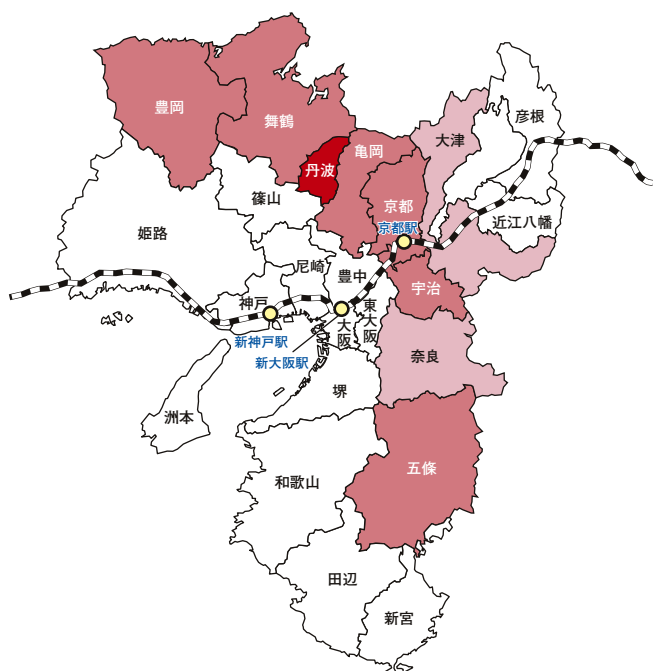 豊岡
舞鶴
丹波
亀岡
大津
彦根
篠山
京都
京都駅
近江八幡
姫路
尼崎
豊中
宇治
神戸
新神戸駅
新大阪駅
大阪
東大阪
奈良
堺
洲本
和歌山
五條
田辺
新宮